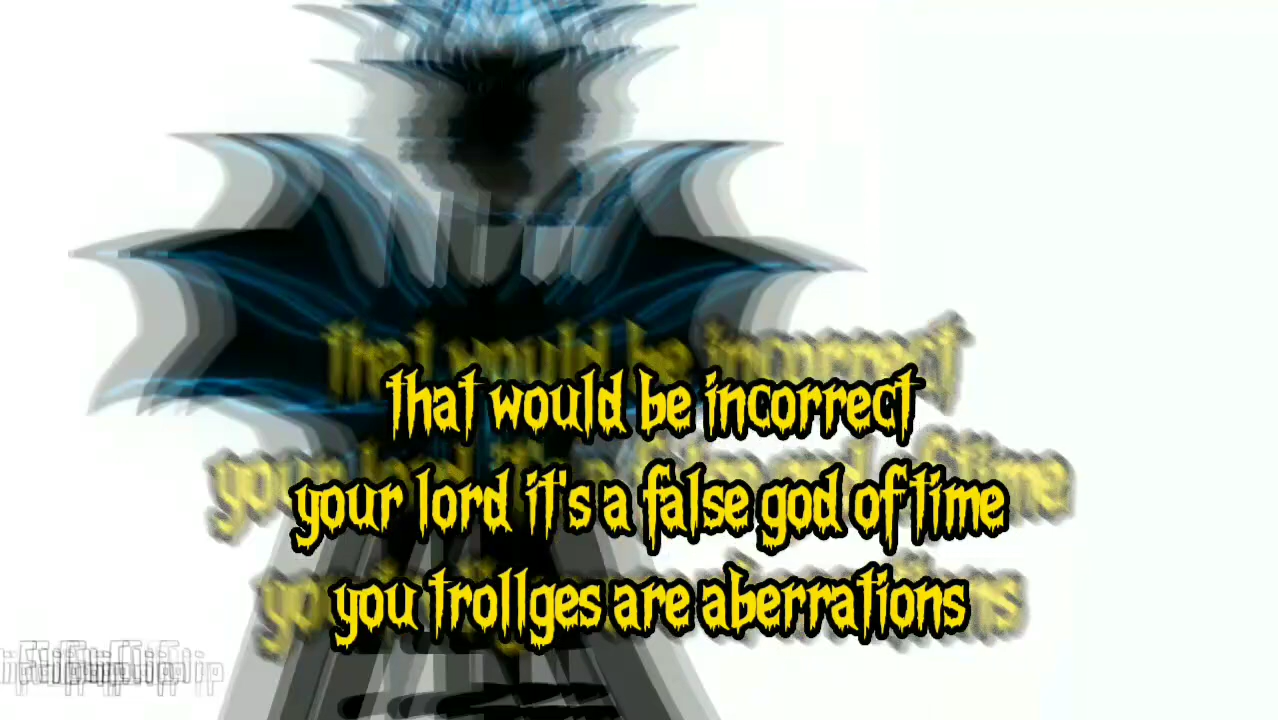 that would be incorrect
your lord it's a false god of time
you trollges are aberrations